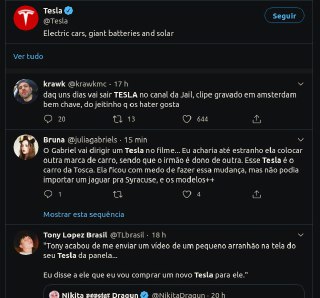 Tesla
@Tesla
Seguir
Electric cars, giant batteries and solar
Ver tudo
krawk @krawkmc · 17 h
daq uns dias vai sair TESLA no canal da Jail, clipe gravado em amsterdam
bem chave, do jeitinho q os hater gosta
20 13 644
Bruna @juliagabriels · 15 min
O Gabriel vai dirigir um Tesla no filme... Eu acharia até estranho ela colocar
outra marca de carro, sendo que o irmão é dono de outra. Esse Tesla é o
carro da Tosca. Ela ficou com medo de fazer essa mudança, mas não podia
importar um jaguar pra Syracuse, e os modelos++
1 4
Mostrar esta sequência
Tony Lopez Brasil @TLbrasil · 18 h
"Tony acabou de me enviar um vídeo de um pequeno arranhão na tela do
seu Tesla da panela...
Eu disse a ele que eu vou comprar um novo Tesla para ele."
Nikita Dragun @NikitaDragun · 20 h